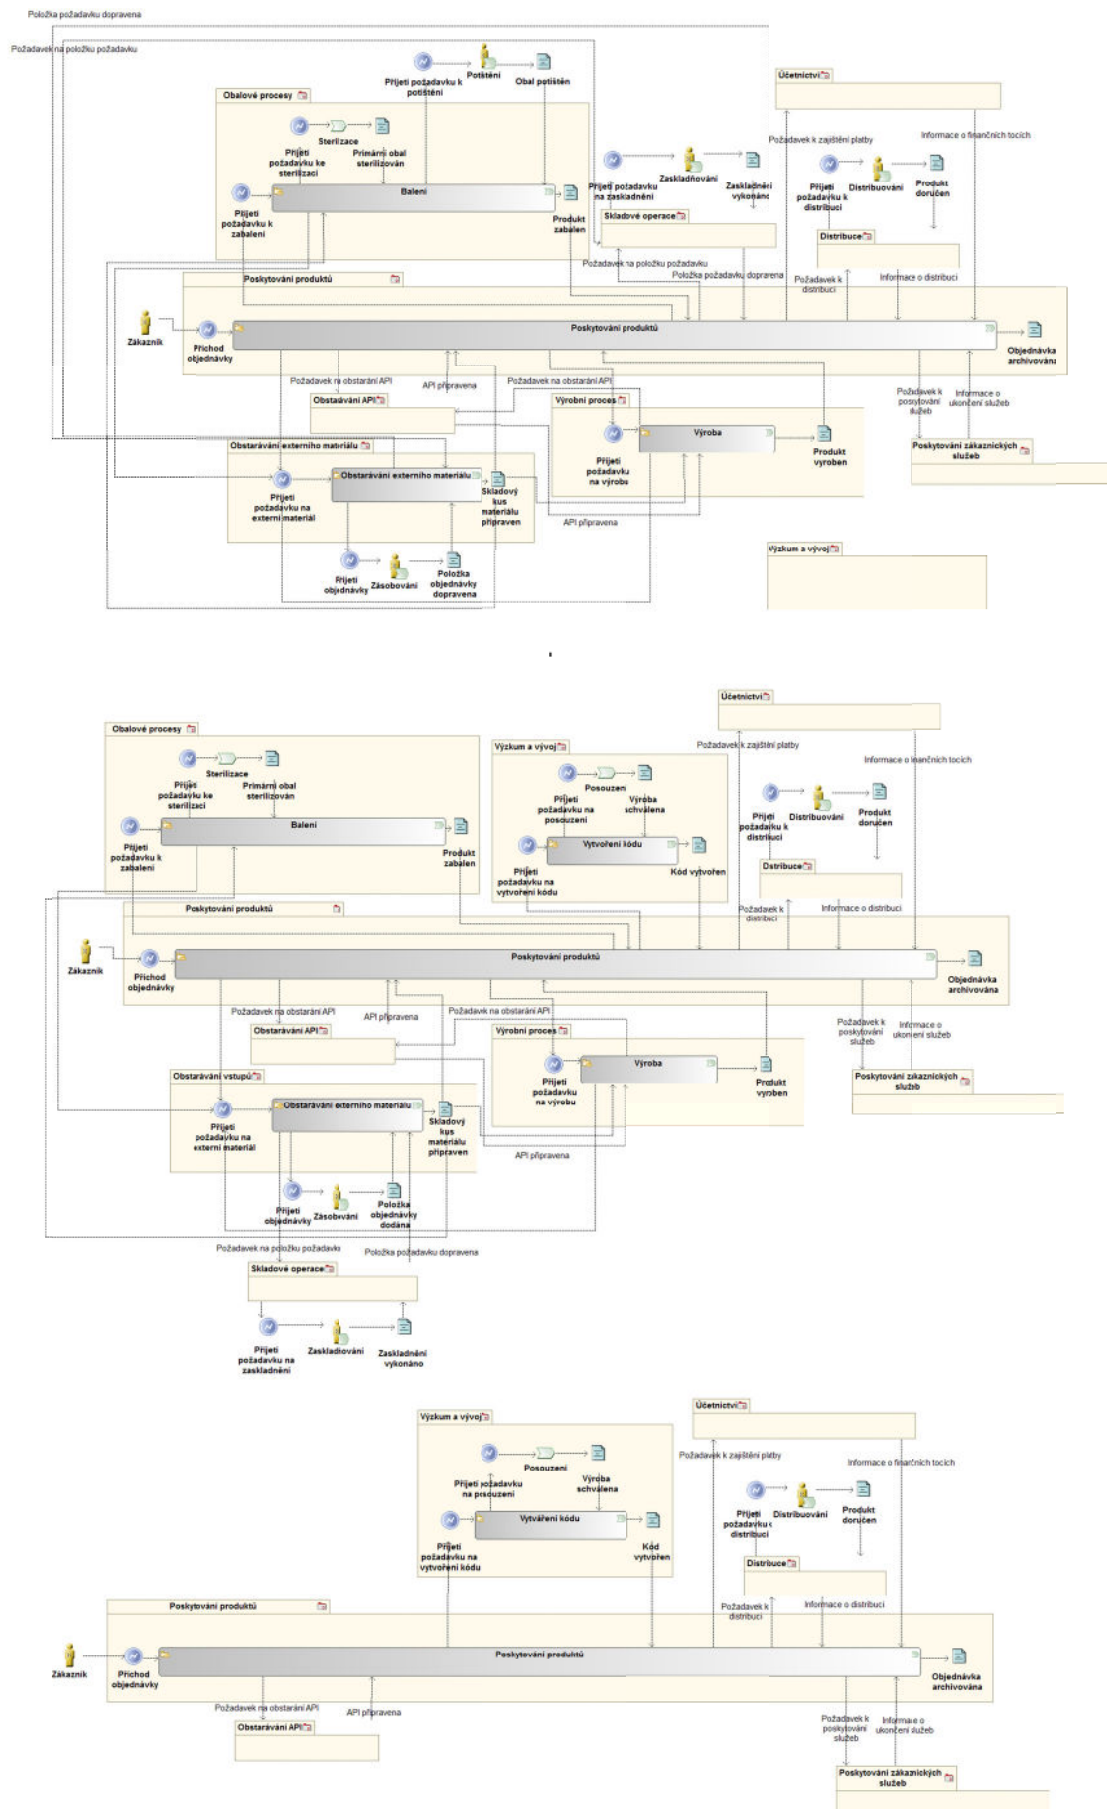 Položka požadavku dopravena
Požadavek na položku požadavku
Přijetí požadavku k
potištění
Potištění
Obal potištěn
Účetnictví
Obalové procesy
Sterilizace
Přijetí
požadavku ke
sterilizaci
Primární obal
sterilizován
Požadavek k zajištění platby
Informace o finančních tocích
Přijetí požadavku
na zaskladnění
Zaskladňování
Zaskladnění
vykonáno
Přijetí
požadavku k
distribuci
Distribuování
Produkt
doručen
Balení
Přijetí
požadavku k
zabalení
Produkt
zabalen
Skladové operace
Distribuce
Požadavek na položku požadavku
Položka požadavku dopravena
Požadavek k
distribuci
Informace o distribuci
Poskytování produktů
Zákazník
Příchod
objednávky
Poskytování produktů
Objednávka
archivována
Požadavek na obstarání API
API připravena
Požadavek na obstarání API
Požadavek k
poskytování
služeb
Informace o
ukončení služeb
Obstarávání API
Výrobní proces
Výroba
Přijetí
požadavku
na výrobu
Produkt
vyroben
Poskytování zákaznických
služeb
Obstarávání externího materiálu
Obstarávání externího materiálu
Přijetí
požadavku na
externí materiál
Skladový
kus
materiálu
připraven
API připravena
Výzkum a vývoj
Přijetí
objednávky
Zásobování
Položka
objednávky
dopravena
Účetnictví
Obalové procesy
Výzkum a vývoj
Požadavek k zajištění platby
Informace o finančních tocích
Sterilizace
Přijetí
požadavku ke
sterilizaci
Primární obal
sterilizován
Posouzení
Přijetí
požadavku na
posouzení
Výroba
schválena
Přijetí
požadavku k
distribuci
Distribuování
Produkt
doručen
Balení
Přijetí
požadavku k
zabalení
Produkt
zabalen
Vytvoření kódu
Přijetí
požadavku na
vytvoření kódu
Kód vytvořen
Distribuce
Požadavek k
distribuci
Informace o distribuci
Poskytování produktů
Zákazník
Příchod
objednávky
Poskytování produktů
Objednávka
archivována
Požadavek na obstarání API
API připravena
Požadavek na obstarání API
Požadavek k
poskytování
služeb
Informace o
ukončení služeb
Obstarávání API
Výrobní proces
Výroba
Přijetí
požadavku
na výrobu
Produkt
vyroben
Poskytování zákaznických
služeb
Obstarávání vstupů
Obstarávání externího materiálu
Přijetí
požadavku na
externí materiál
Skladový
kus
materiálu
připraven
API připravena
Přijetí
objednávky
Zásobování
Položka
objednávky
dodána
Požadavek na položku požadavku
Položka požadavku dopravena
Skladové operace
Přijetí
požadavku na
zaskladnění
Zaskladňování
Zaskladnění
vykonáno
Účetnictví
Výzkum a vývoj
Požadavek k zajištění platby
Informace o finančních tocích
Posouzení
Přijetí požadavku
na posouzení
Výroba
schválena
Přijetí
požadavku k
distribuci
Distribuování
Produkt
doručen
Vytváření kódu
Přijetí
požadavku na
vytvoření kódu
Kód
vytvořen
Distribuce
Požadavek k
distribuci
Informace o distribuci
Poskytování produktů
Zákazník
Příchod
objednávky
Poskytování produktů
Objednávka
archivována
Požadavek na obstarání API
API připravena
Požadavek k
poskytování
služeb
Informace o
ukončení služeb
Obstarávání API
Poskytování zákaznických
služeb